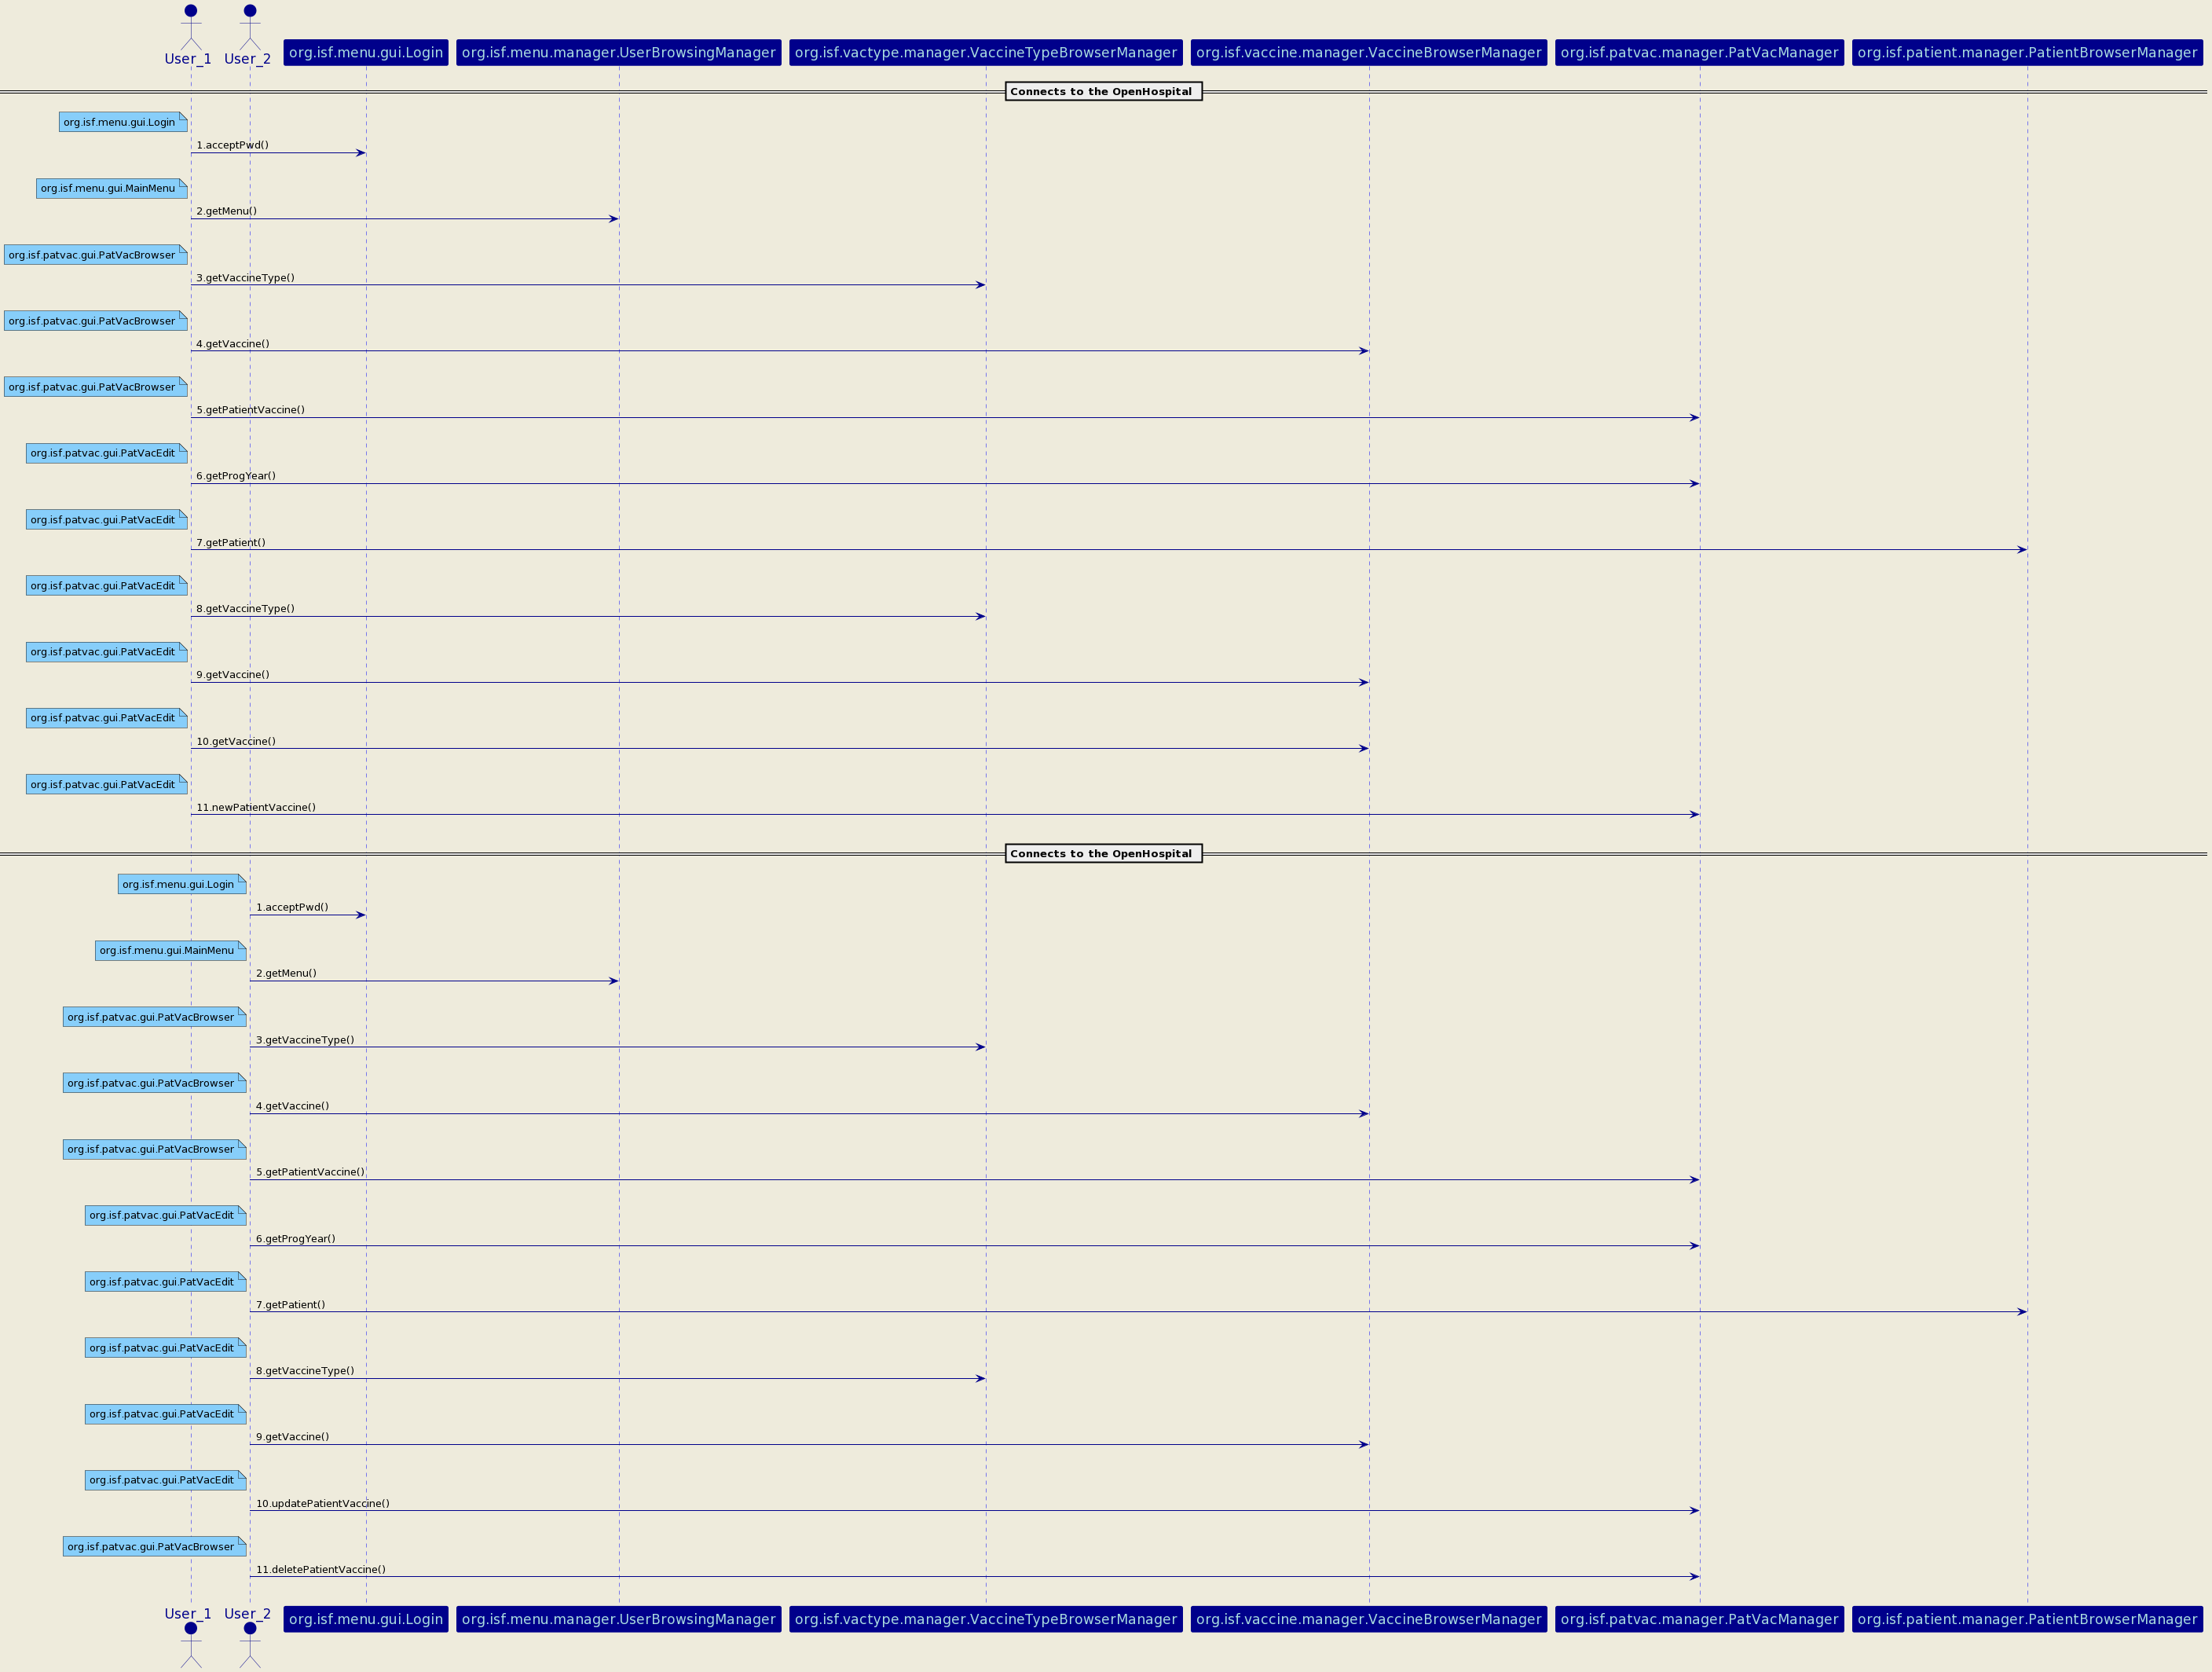 User_1
User_2
org.isf.menu.gui.Login
org.isf.menu.manager.UserBrowsingManager
org.isf.vactype.manager.VaccineTypeBrowserManager
org.isf.vaccine.manager.VaccineBrowserManager
org.isf.patvac.manager.PatVacManager
org.isf.patient.manager.PatientBrowserManager
Connects to the OpenHospital
org.isf.menu.gui.Login
1.acceptPwd()
org.isf.menu.gui.MainMenu
2.getMenu()
org.isf.patvac.gui.PatVacBrowser
3.getVaccineType()
org.isf.patvac.gui.PatVacBrowser
4.getVaccine()
org.isf.patvac.gui.PatVacBrowser
5.getPatientVaccine()
org.isf.patvac.gui.PatVacEdit
6.getProgYear()
org.isf.patvac.gui.PatVacEdit
7.getPatient()
org.isf.patvac.gui.PatVacEdit
8.getVaccineType()
org.isf.patvac.gui.PatVacEdit
9.getVaccine()
org.isf.patvac.gui.PatVacEdit
10.getVaccine()
org.isf.patvac.gui.PatVacEdit
11.newPatientVaccine()
Connects to the OpenHospital
org.isf.menu.gui.Login
1.acceptPwd()
org.isf.menu.gui.MainMenu
2.getMenu()
org.isf.patvac.gui.PatVacBrowser
3.getVaccineType()
org.isf.patvac.gui.PatVacBrowser
4.getVaccine()
org.isf.patvac.gui.PatVacBrowser
5.getPatientVaccine()
org.isf.patvac.gui.PatVacEdit
6.getProgYear()
org.isf.patvac.gui.PatVacEdit
7.getPatient()
org.isf.patvac.gui.PatVacEdit
8.getVaccineType()
org.isf.patvac.gui.PatVacEdit
9.getVaccine()
org.isf.patvac.gui.PatVacEdit
10.updatePatientVaccine()
org.isf.patvac.gui.PatVacBrowser
11.deletePatientVaccine()
User_1
User_2
org.isf.menu.gui.Login
org.isf.menu.manager.UserBrowsingManager
org.isf.vactype.manager.VaccineTypeBrowserManager
org.isf.vaccine.manager.VaccineBrowserManager
org.isf.patvac.manager.PatVacManager
org.isf.patient.manager.PatientBrowserManager